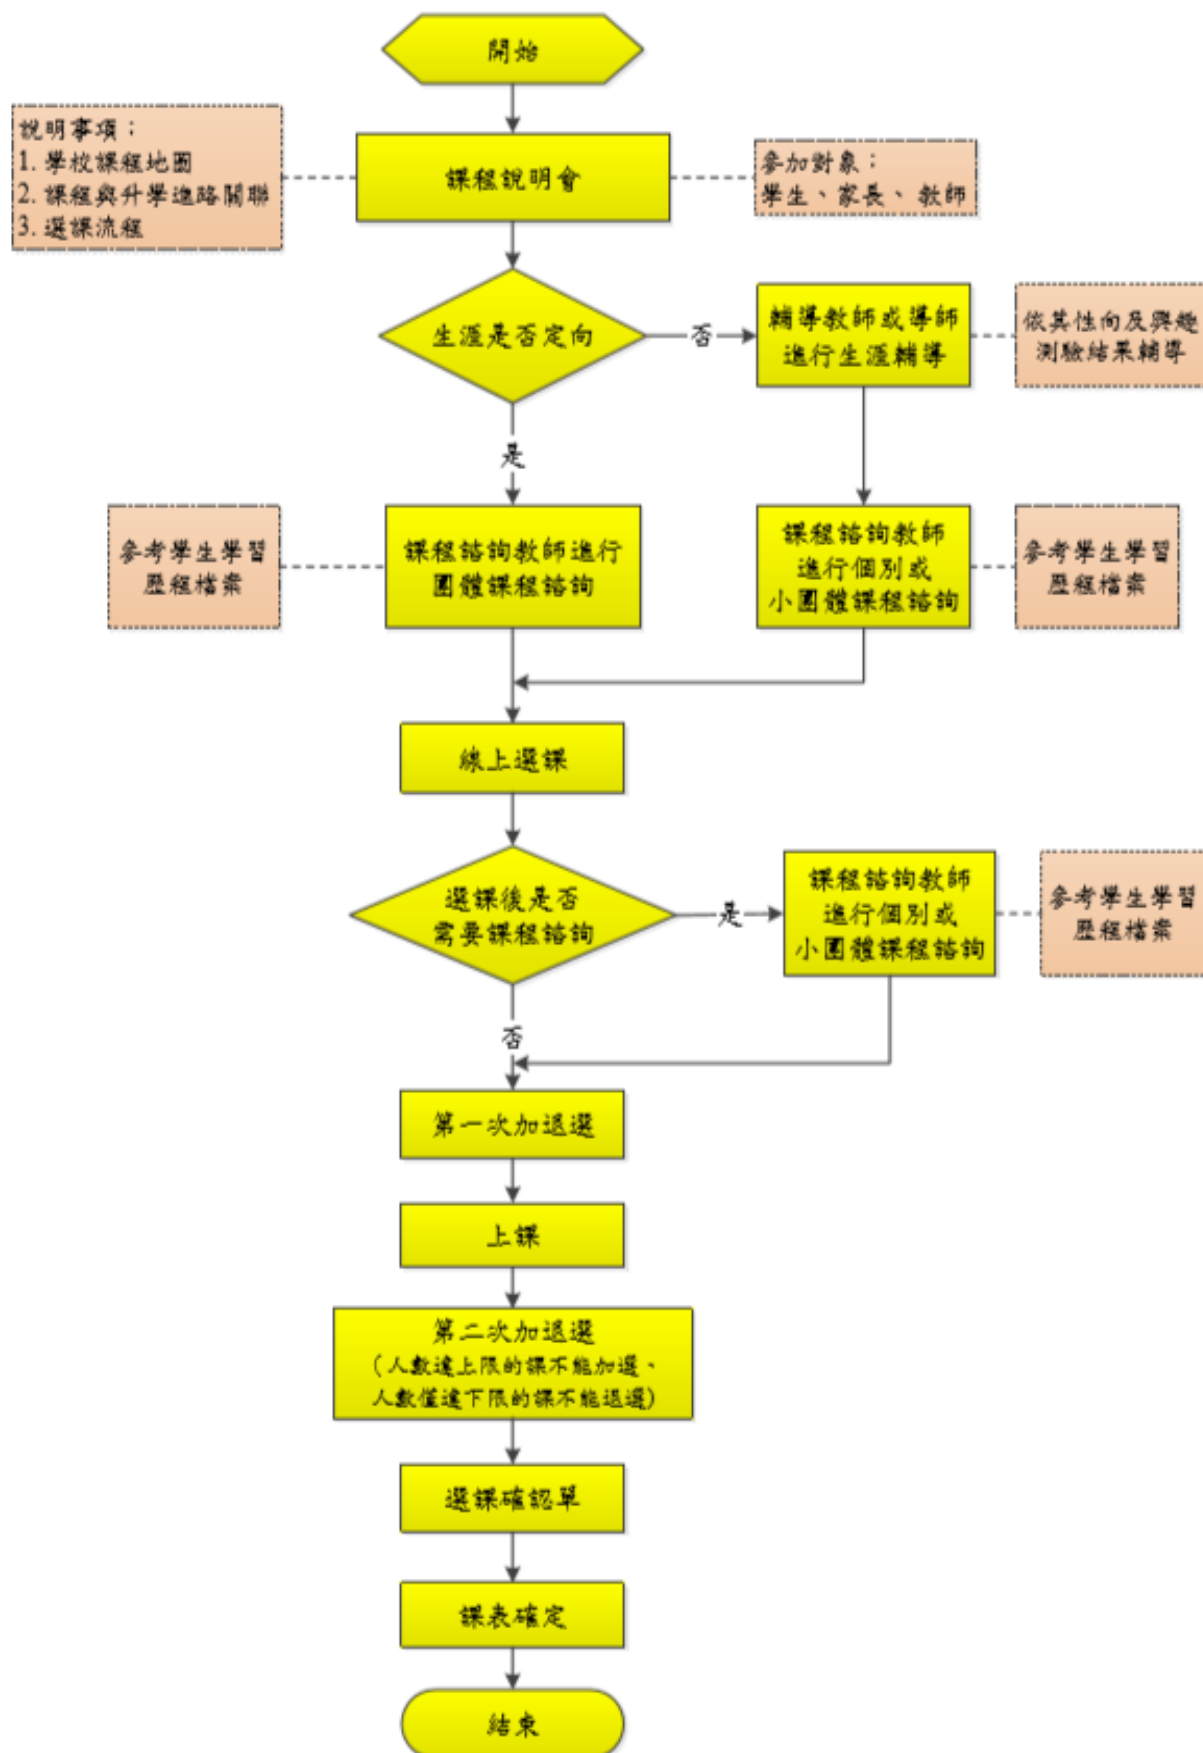 開始
說明事項：
1. 學校課程地圖
2. 課程與升學進路關聯
3. 選課流程
課程說明會
參加對象：
學生、家長、教師
生涯是否定向
否
輔導教師或導師
進行生涯輔導
依其性向及興趣
測驗結果輔導
是
參考學生學習
歷程檔案
課程諮詢教師進行
團體課程諮詢
課程諮詢教師
進行個別或
小團體課程諮詢
參考學生學習
歷程檔案
線上選課
選課後是否
需要課程諮詢
是
課程諮詢教師
進行個別或
小團體課程諮詢
參考學生學習
歷程檔案
否
第一次加退選
上課
第二次加退選
(人數達上限的課不能加選、
人數僅達下限的課不能退選)
選課確認單
課表確定
結束